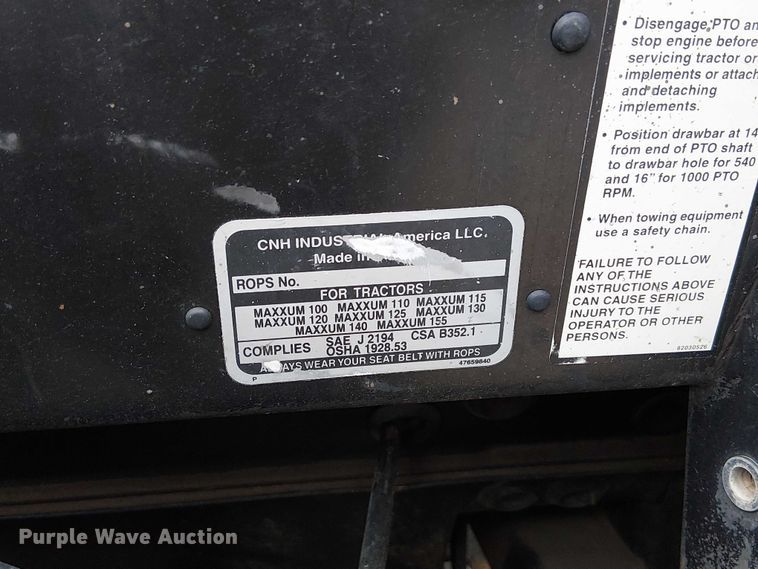 CNH INDUSTRIAL America LLC.
Made in
ROPS No.
FOR TRACTORS
MAXXUM 100 MAXXUM 110 MAXXUM 115
MAXXUM 120 MAXXUM 125 MAXXUM 130
MAXXUM 140 MAXXUM 155
COMPLIES SAE J 2194 CSA B352.1
OSHA 1928.53
ALWAYS WEAR YOUR SEAT BELT WITH ROPS
P 47659840
• Disengage PTO an
stop engine before
servicing tractor or
implements or attach
and detaching
implements.
• Position drawbar at 14
from end of PTO shaft
to drawbar hole for 540
and 16" for 1000 PTO
RPM.
• When towing equipment
use a safety chain.
FAILURE TO FOLLOW
ANY OF THE
INSTRUCTIONS ABOVE
CAN CAUSE SERIOUS
INJURY TO THE
OPERATOR OR OTHER
PERSONS.
82030526
Purple Wave Auction